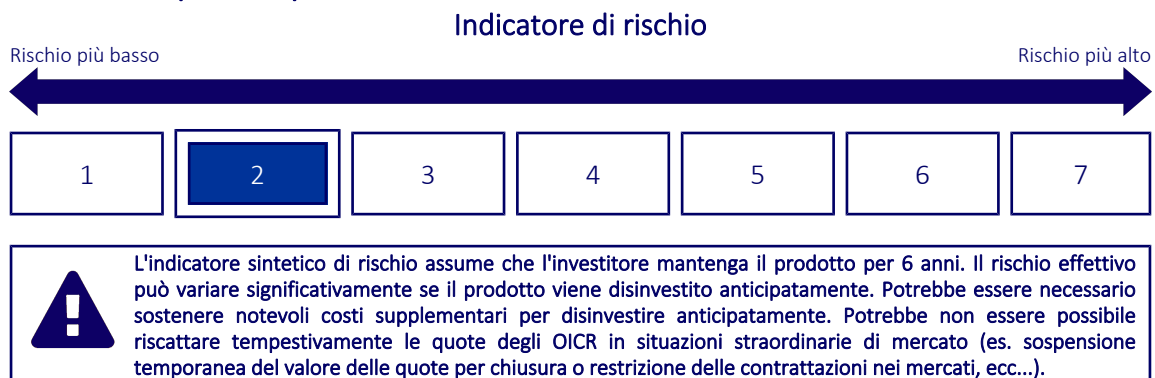 Indicatore di rischio
Rischio più basso Rischio più alto
1 2 3 4 5 6 7
L'indicatore sintetico di rischio assume che l'investitore mantenga il prodotto per 6 anni. Il rischio effettivo
può variare significativamente se il prodotto viene disinvestito anticipatamente. Potrebbe essere necessario
sostenere notevoli costi supplementari per disinvestire anticipatamente. Potrebbe non essere possibile
riscattare tempestivamente le quote degli OICR in situazioni straordinarie di mercato (es. sospensione
temporanea del valore delle quote per chiusura o restrizione delle contrattazioni nei mercati, ecc...).